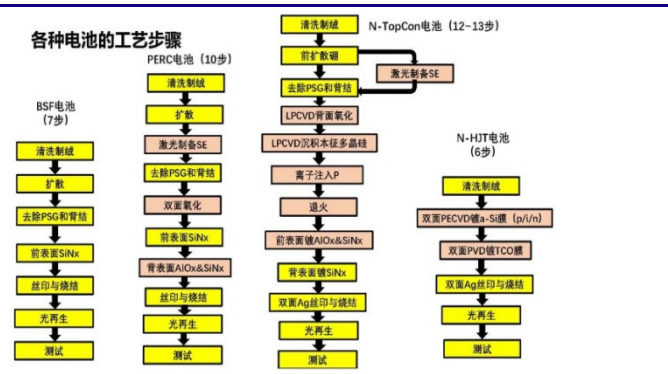 各种电池的工艺步骤
BSF电池
(7步)
清洗制绒
扩散
去除PSG和背结
前表面SiNx
丝印与烧结
光再生
测试
PERC电池（10步）
清洗制绒
扩散
激光制备SE
去除PSG和背结
双面氧化
前表面SiNx
背表面AlOx&SiNx
丝印与烧结
光再生
测试
N-TopCon电池（12~13步）
清洗制绒
前扩散硼
激光制备SE
去除PSG和背结
LPCVD背面氧化
LPCVD沉积本征多晶硅
离子注入P
退火
前表面镀AlOx&SiNx
背表面镀SiNx
双面Ag丝印与烧结
光再生
测试
N-HJT电池
(6步)
清洗制绒
双面PECVD镀a-Si膜（p/i/n）
双面PVD镀TCO膜
双面Ag丝印与烧结
光再生
测试